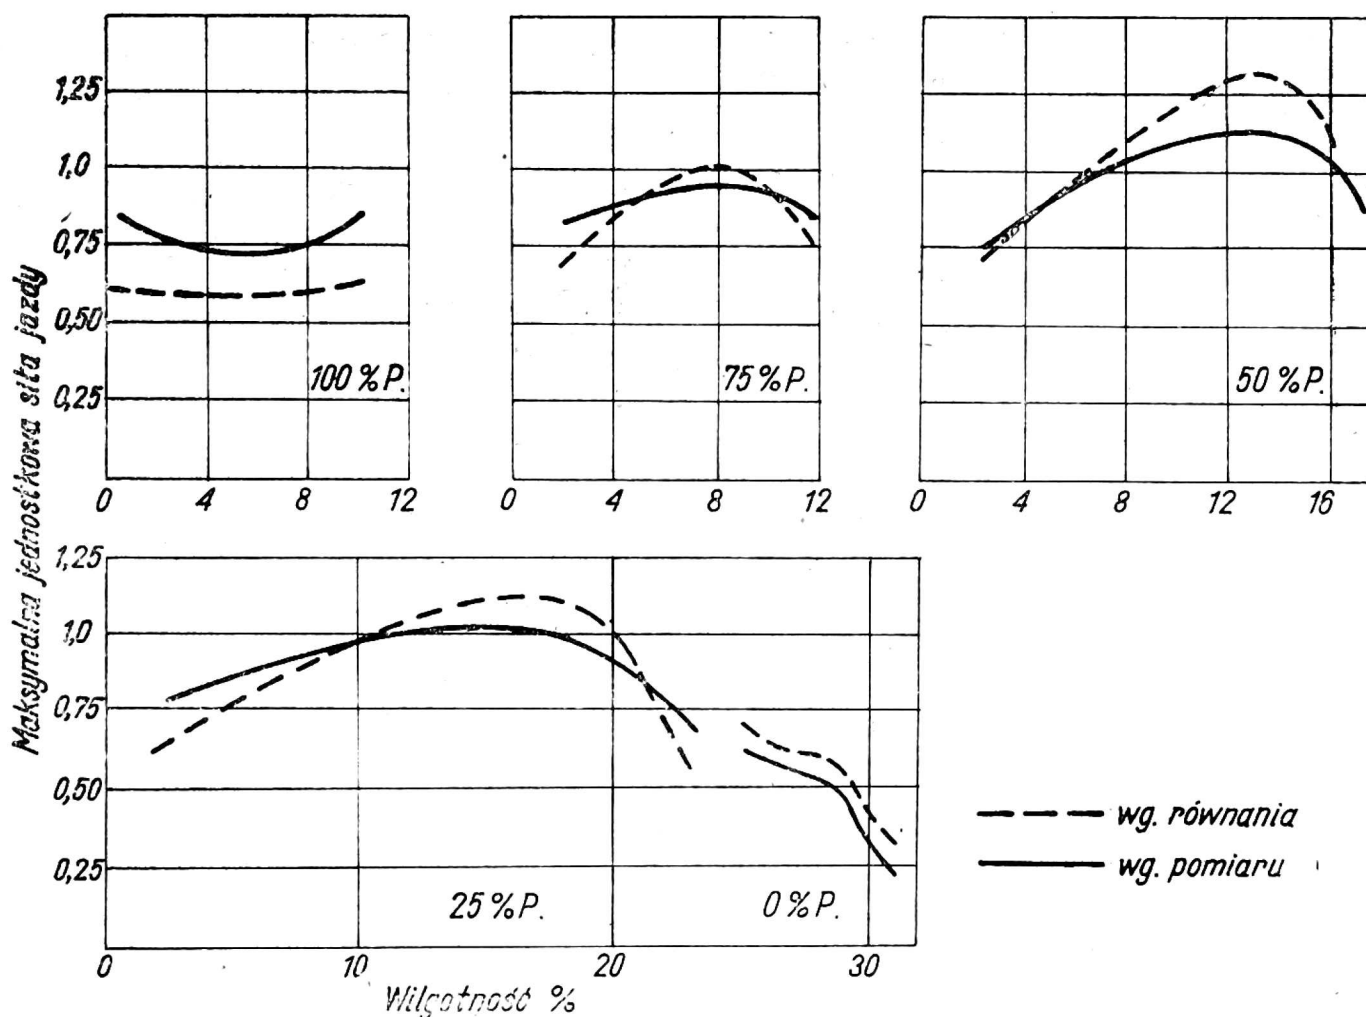 Maksymalna jednostkowa siła jazdy
1,25
1,0
0,75
0,50
0,25
100 % P.
0 4 8 12
75 % P.
0 4 8 12
50 % P.
0 4 8 12 16
1,25
1,0
0,75
0,50
0,25
25 % P.
0 % P.
0 10 20 30
Wilgotność %
wg. równania
wg. pomiaru